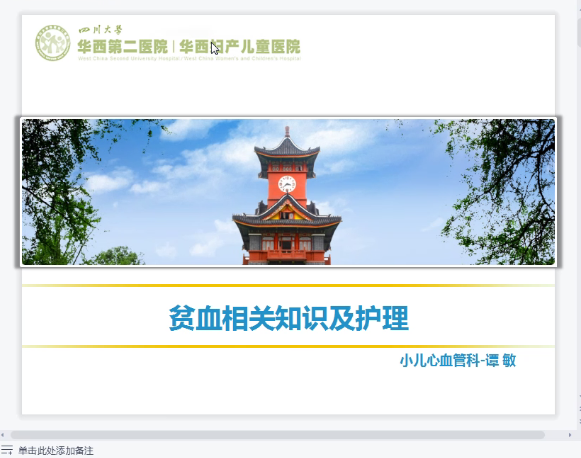 四川大学
华西第二医院 | 华西妇产儿童医院
West China Second University Hospital / West China Women's and Children's Hospital
贫血相关知识及护理
小儿心血管科-谭 敏
单击此处添加备注